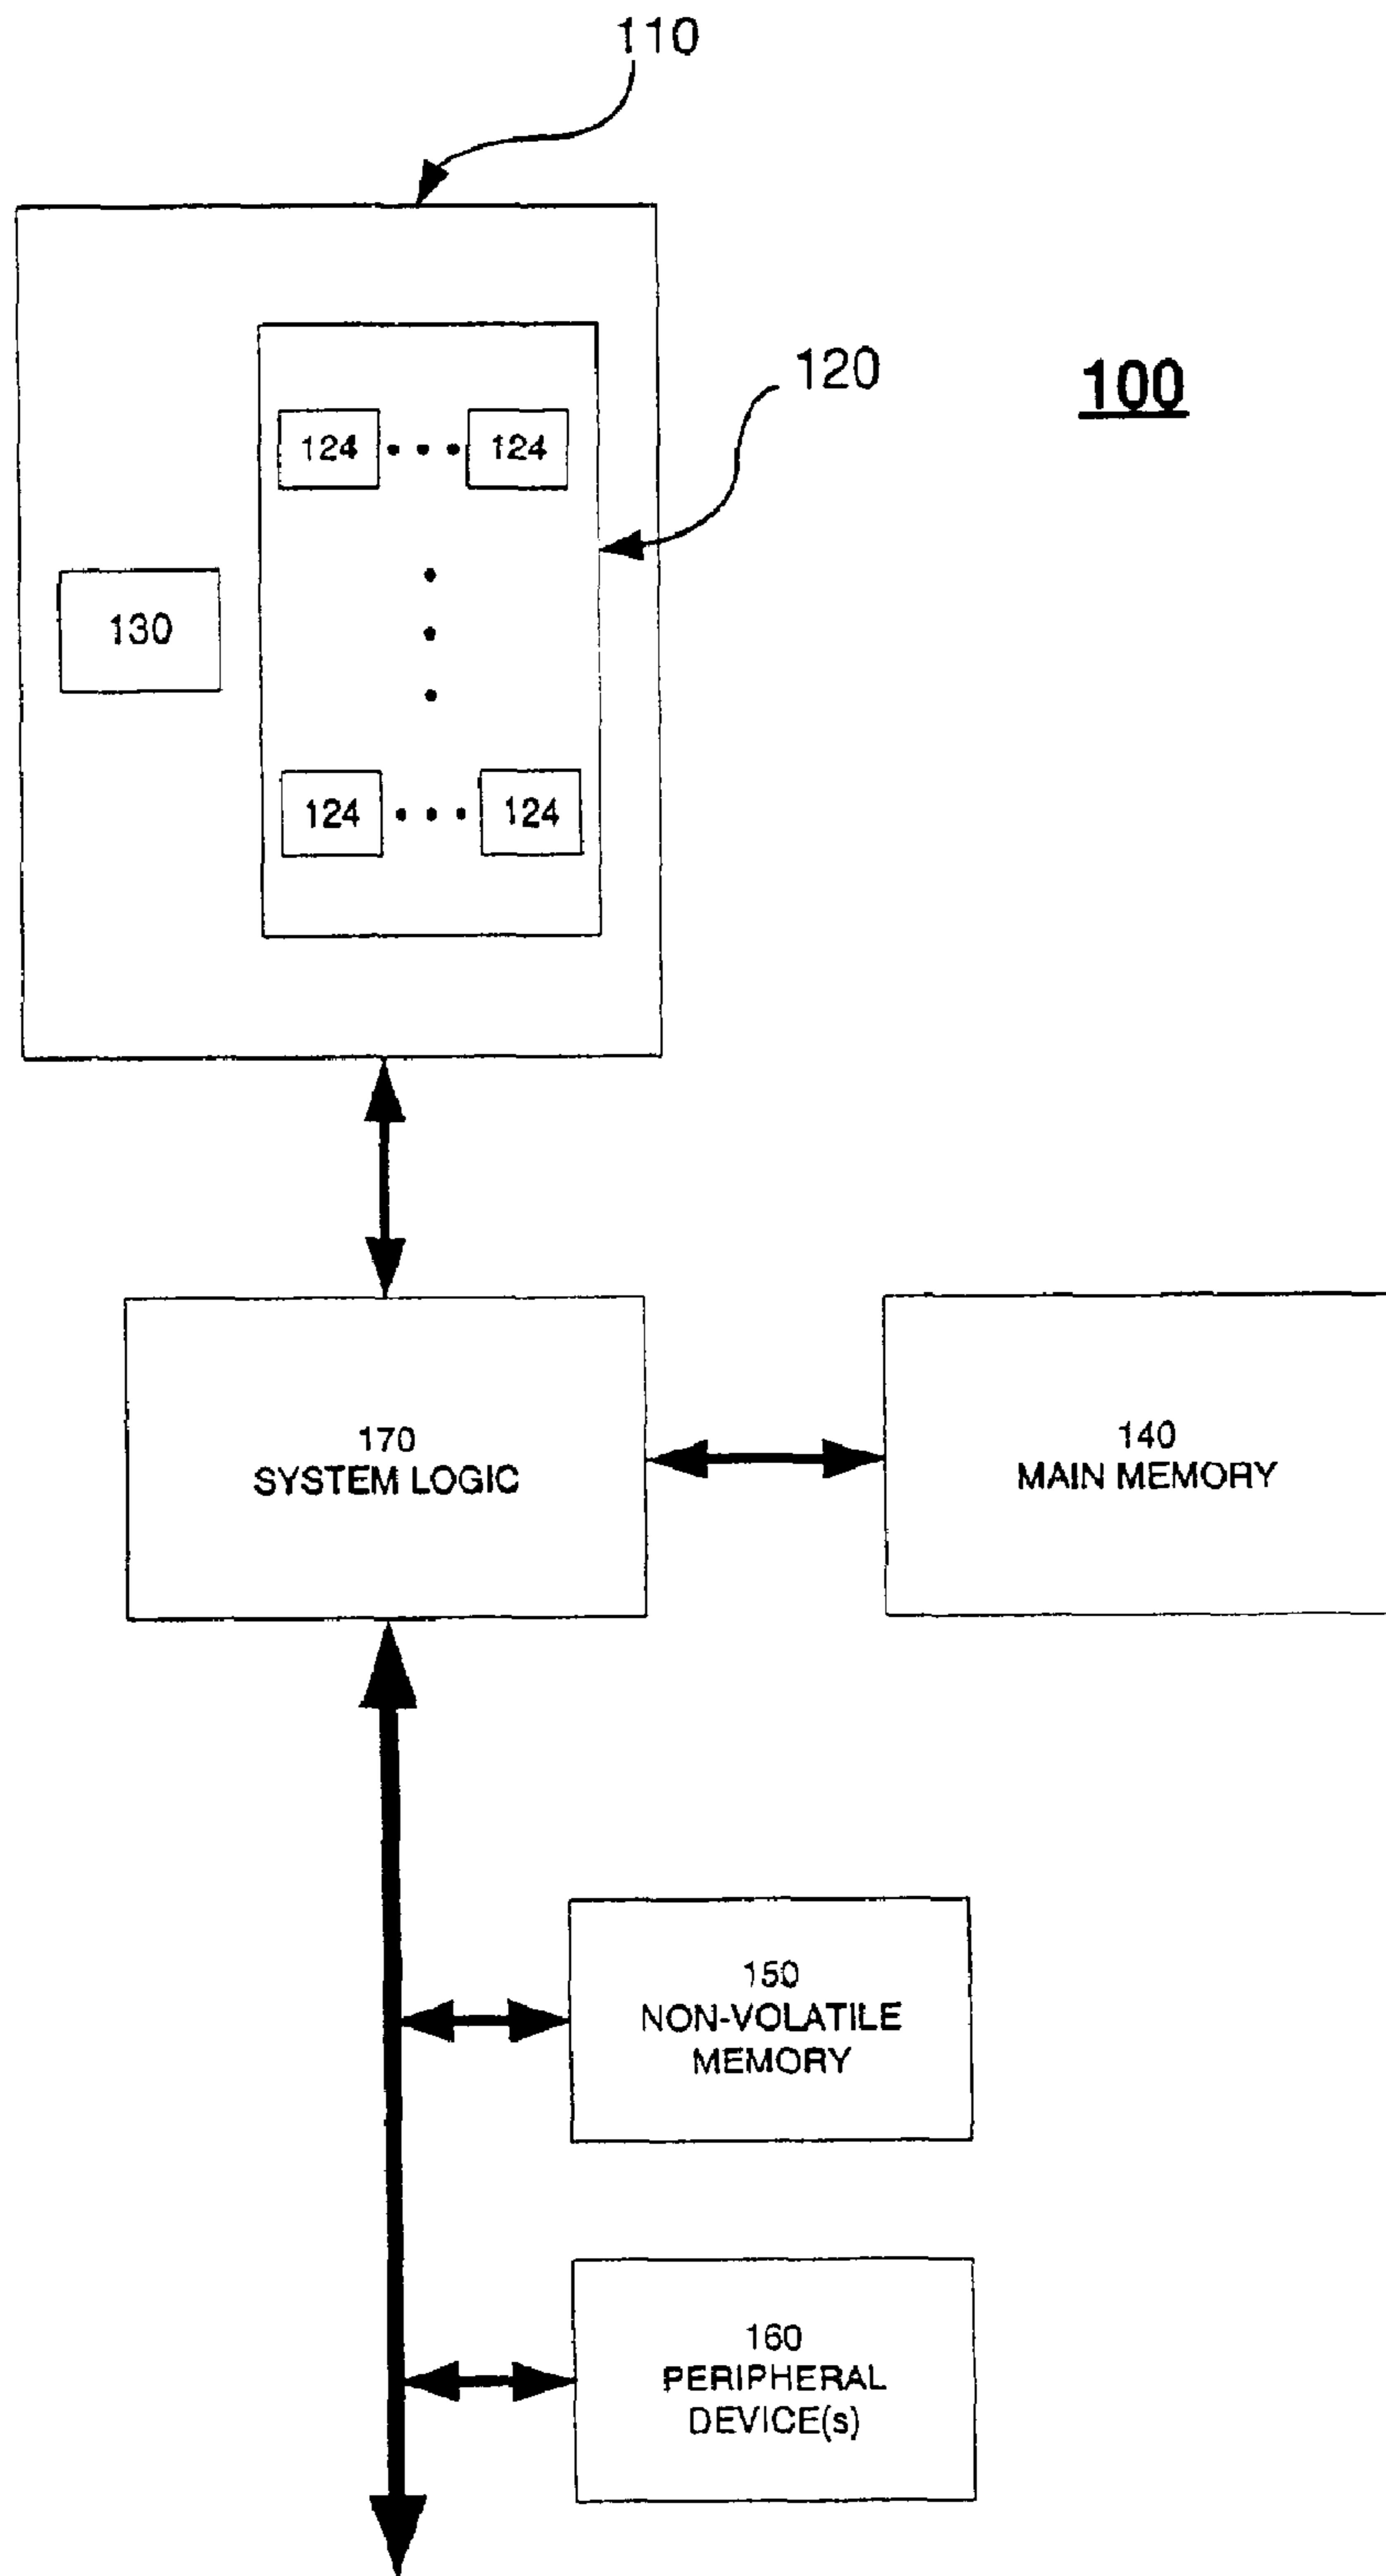 110
120
100
124 • • • 124
130
124 • • • 124
170
SYSTEM LOGIC
140
MAIN MEMORY
150
NON-VOLATILE
MEMORY
160
PERIPHERAL
DEVICE(s)